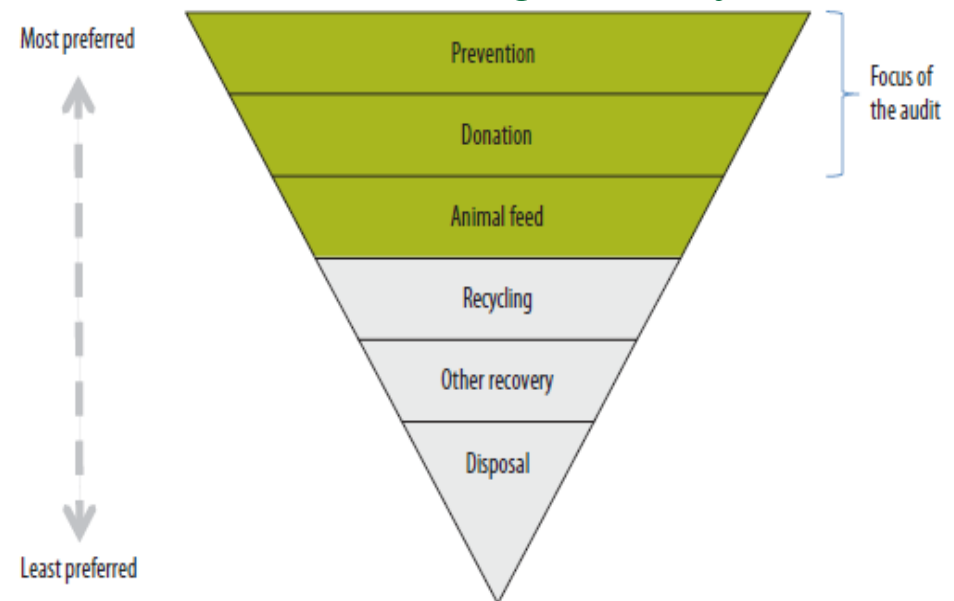 Most preferred
Prevention
Focus of
the audit
Donation
Animal feed
Recycling
Other recovery
Disposal
Least preferred